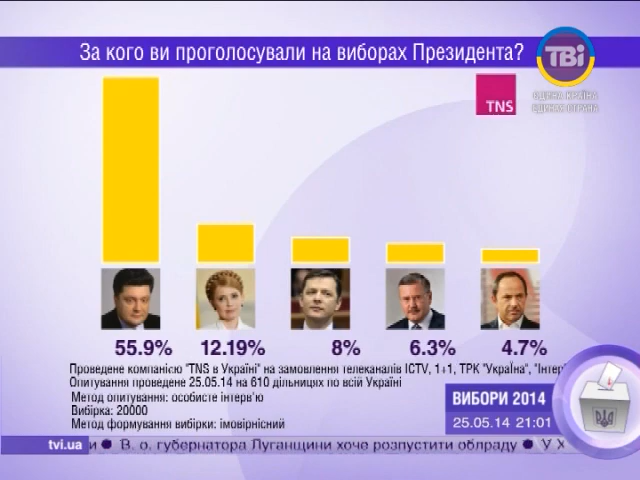 За кого ви проголосували на виборах Президента?
TBi
ЄДИНА КРАЇНА
ЕДИНАЯ СТРАНА
TNS
55.9% 12.19% 8% 6.3% 4.7%
Проведене компанією "TNS в Україні" на замовлення телеканалів ICTV, 1+1, ТРК "Україна", "Інтер
Опитування проведене 25.05.14 на 610 дільницях по всій Україні
Метод опитування: особисте інтерв'ю
Вибірка: 20000
Метод формування вибірки: імовірнісний
ВИБОРИ 2014
25.05.14 21:01
tvi.ua и • В. о. губернатора Луганщини хоче розпустити облраду • У Х